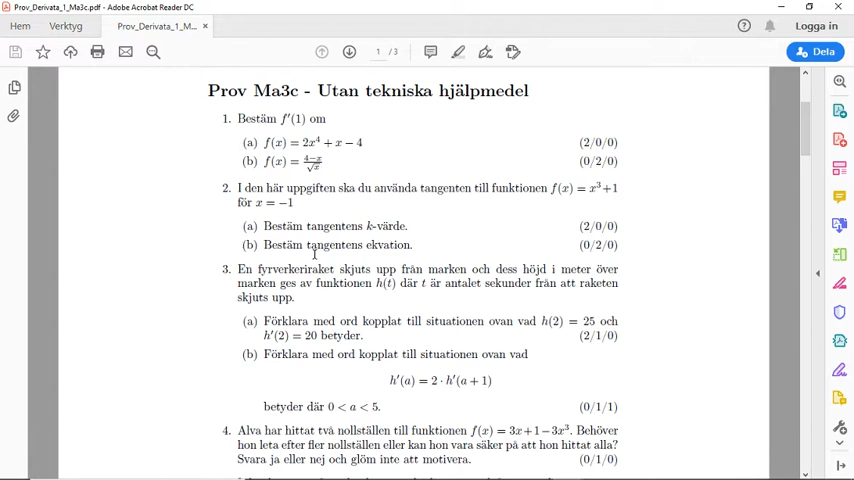 Prov_Derivata_1_Ma3c.pdf - Adobe Acrobat Reader DC
Hem Verktyg Prov_Derivata_1_M... × Logga in
1 / 3 Dela
Prov Ma3c - Utan tekniska hjälpmedel
1. Bestäm f′(1) om
(a) f(x) = 2x⁴ + x − 4 (2/0/0)
(b) f(x) = (4−x)/√x (0/2/0)
2. I den här uppgiften ska du använda tangenten till funktionen f(x) = x³+1
för x = −1
(a) Bestäm tangentens k-värde. (2/0/0)
(b) Bestäm tangentens ekvation. (0/2/0)
3. En fyrverkeriraket skjuts upp från marken och dess höjd i meter över
marken ges av funktionen h(t) där t är antalet sekunder från att raketen
skjuts upp.
(a) Förklara med ord kopplat till situationen ovan vad h(2) = 25 och
h′(2) = 20 betyder. (2/1/0)
(b) Förklara med ord kopplat till situationen ovan vad
h′(a) = 2 · h′(a + 1)
betyder där 0 < a < 5. (0/1/1)
4. Alva har hittat två nollställen till funktionen f(x) = 3x+1−3x³. Behöver
hon leta efter fler nollställen eller kan hon vara säker på att hon hittat alla?
Svara ja eller nej och glöm inte att motivera. (0/1/0)